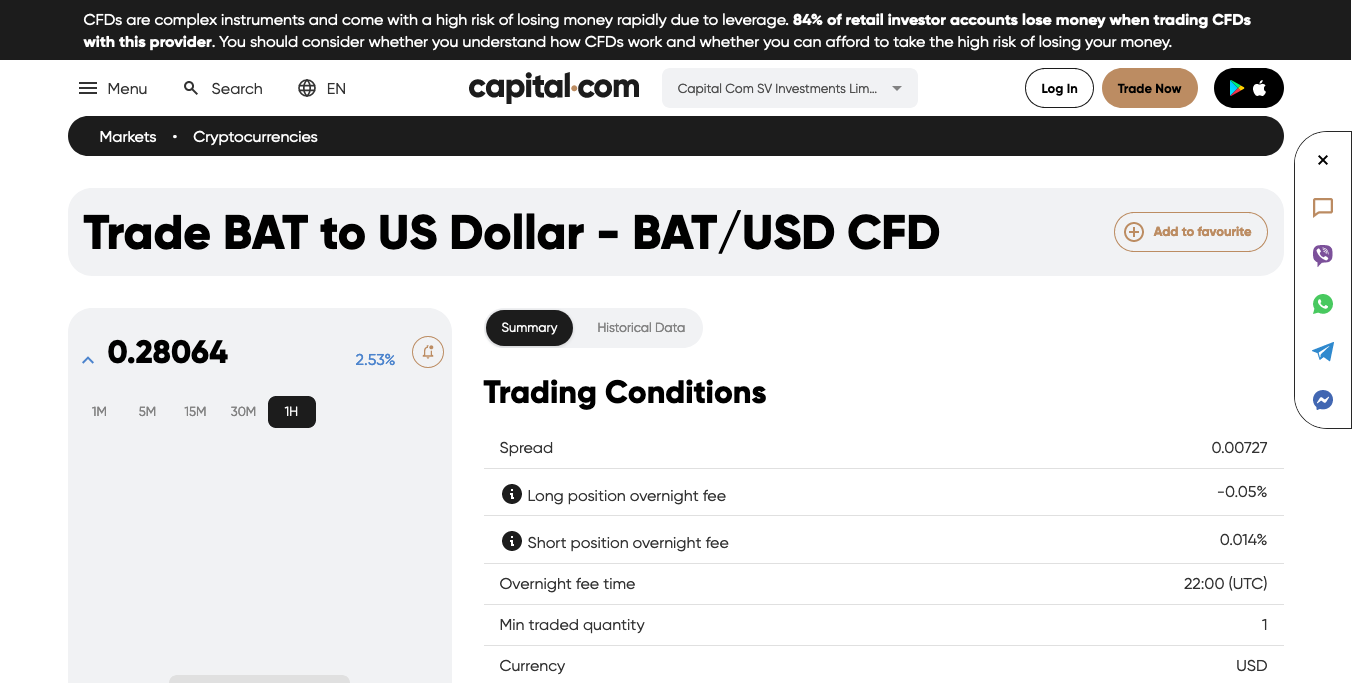 CFDs are complex instruments and come with a high risk of losing money rapidly due to leverage. 84% of retail investor accounts lose money when trading CFDs
with this provider. You should consider whether you understand how CFDs work and whether you can afford to take the high risk of losing your money.
Menu Search EN capital.com Capital Com SV Investments Lim... Log In Trade Now
Markets • Cryptocurrencies
Trade BAT to US Dollar - BAT/USD CFD
Add to favourite
0.28064 2.53%
1M 5M 15M 30M 1H
Summary Historical Data
Trading Conditions
Spread 0.00727
Long position overnight fee -0.05%
Short position overnight fee 0.014%
Overnight fee time 22:00 (UTC)
Min traded quantity 1
Currency USD